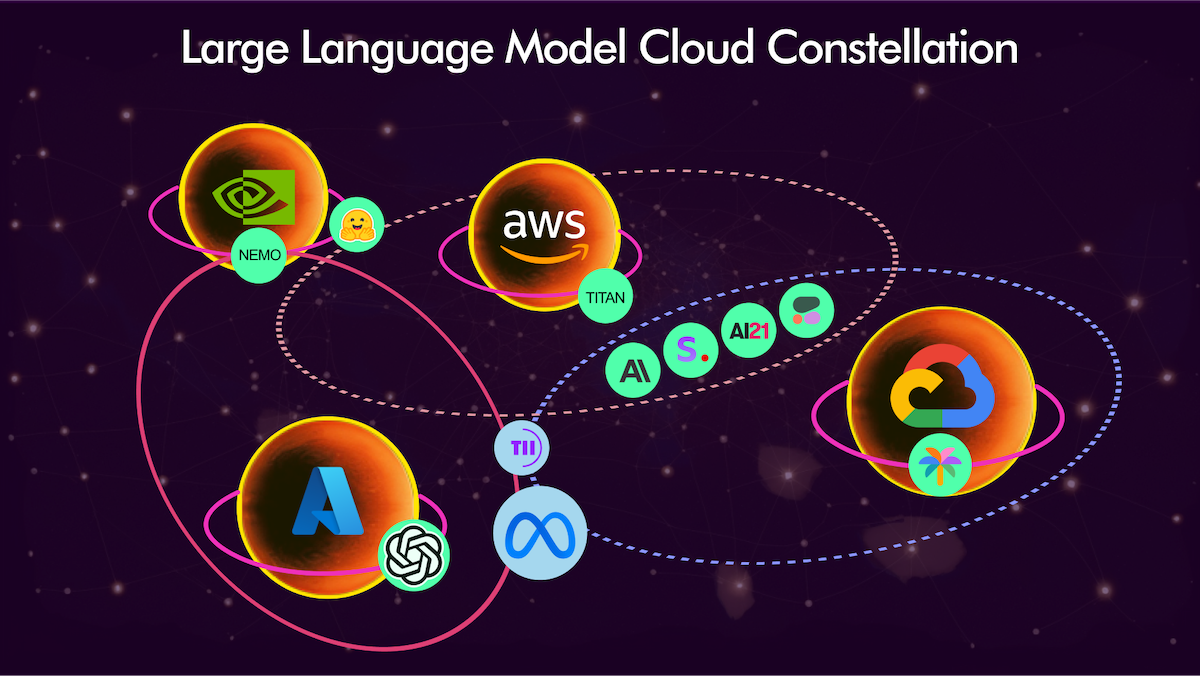 Large Language Model Cloud Constellation
aws
NEMO
TITAN
AI21
S.
A\
TII